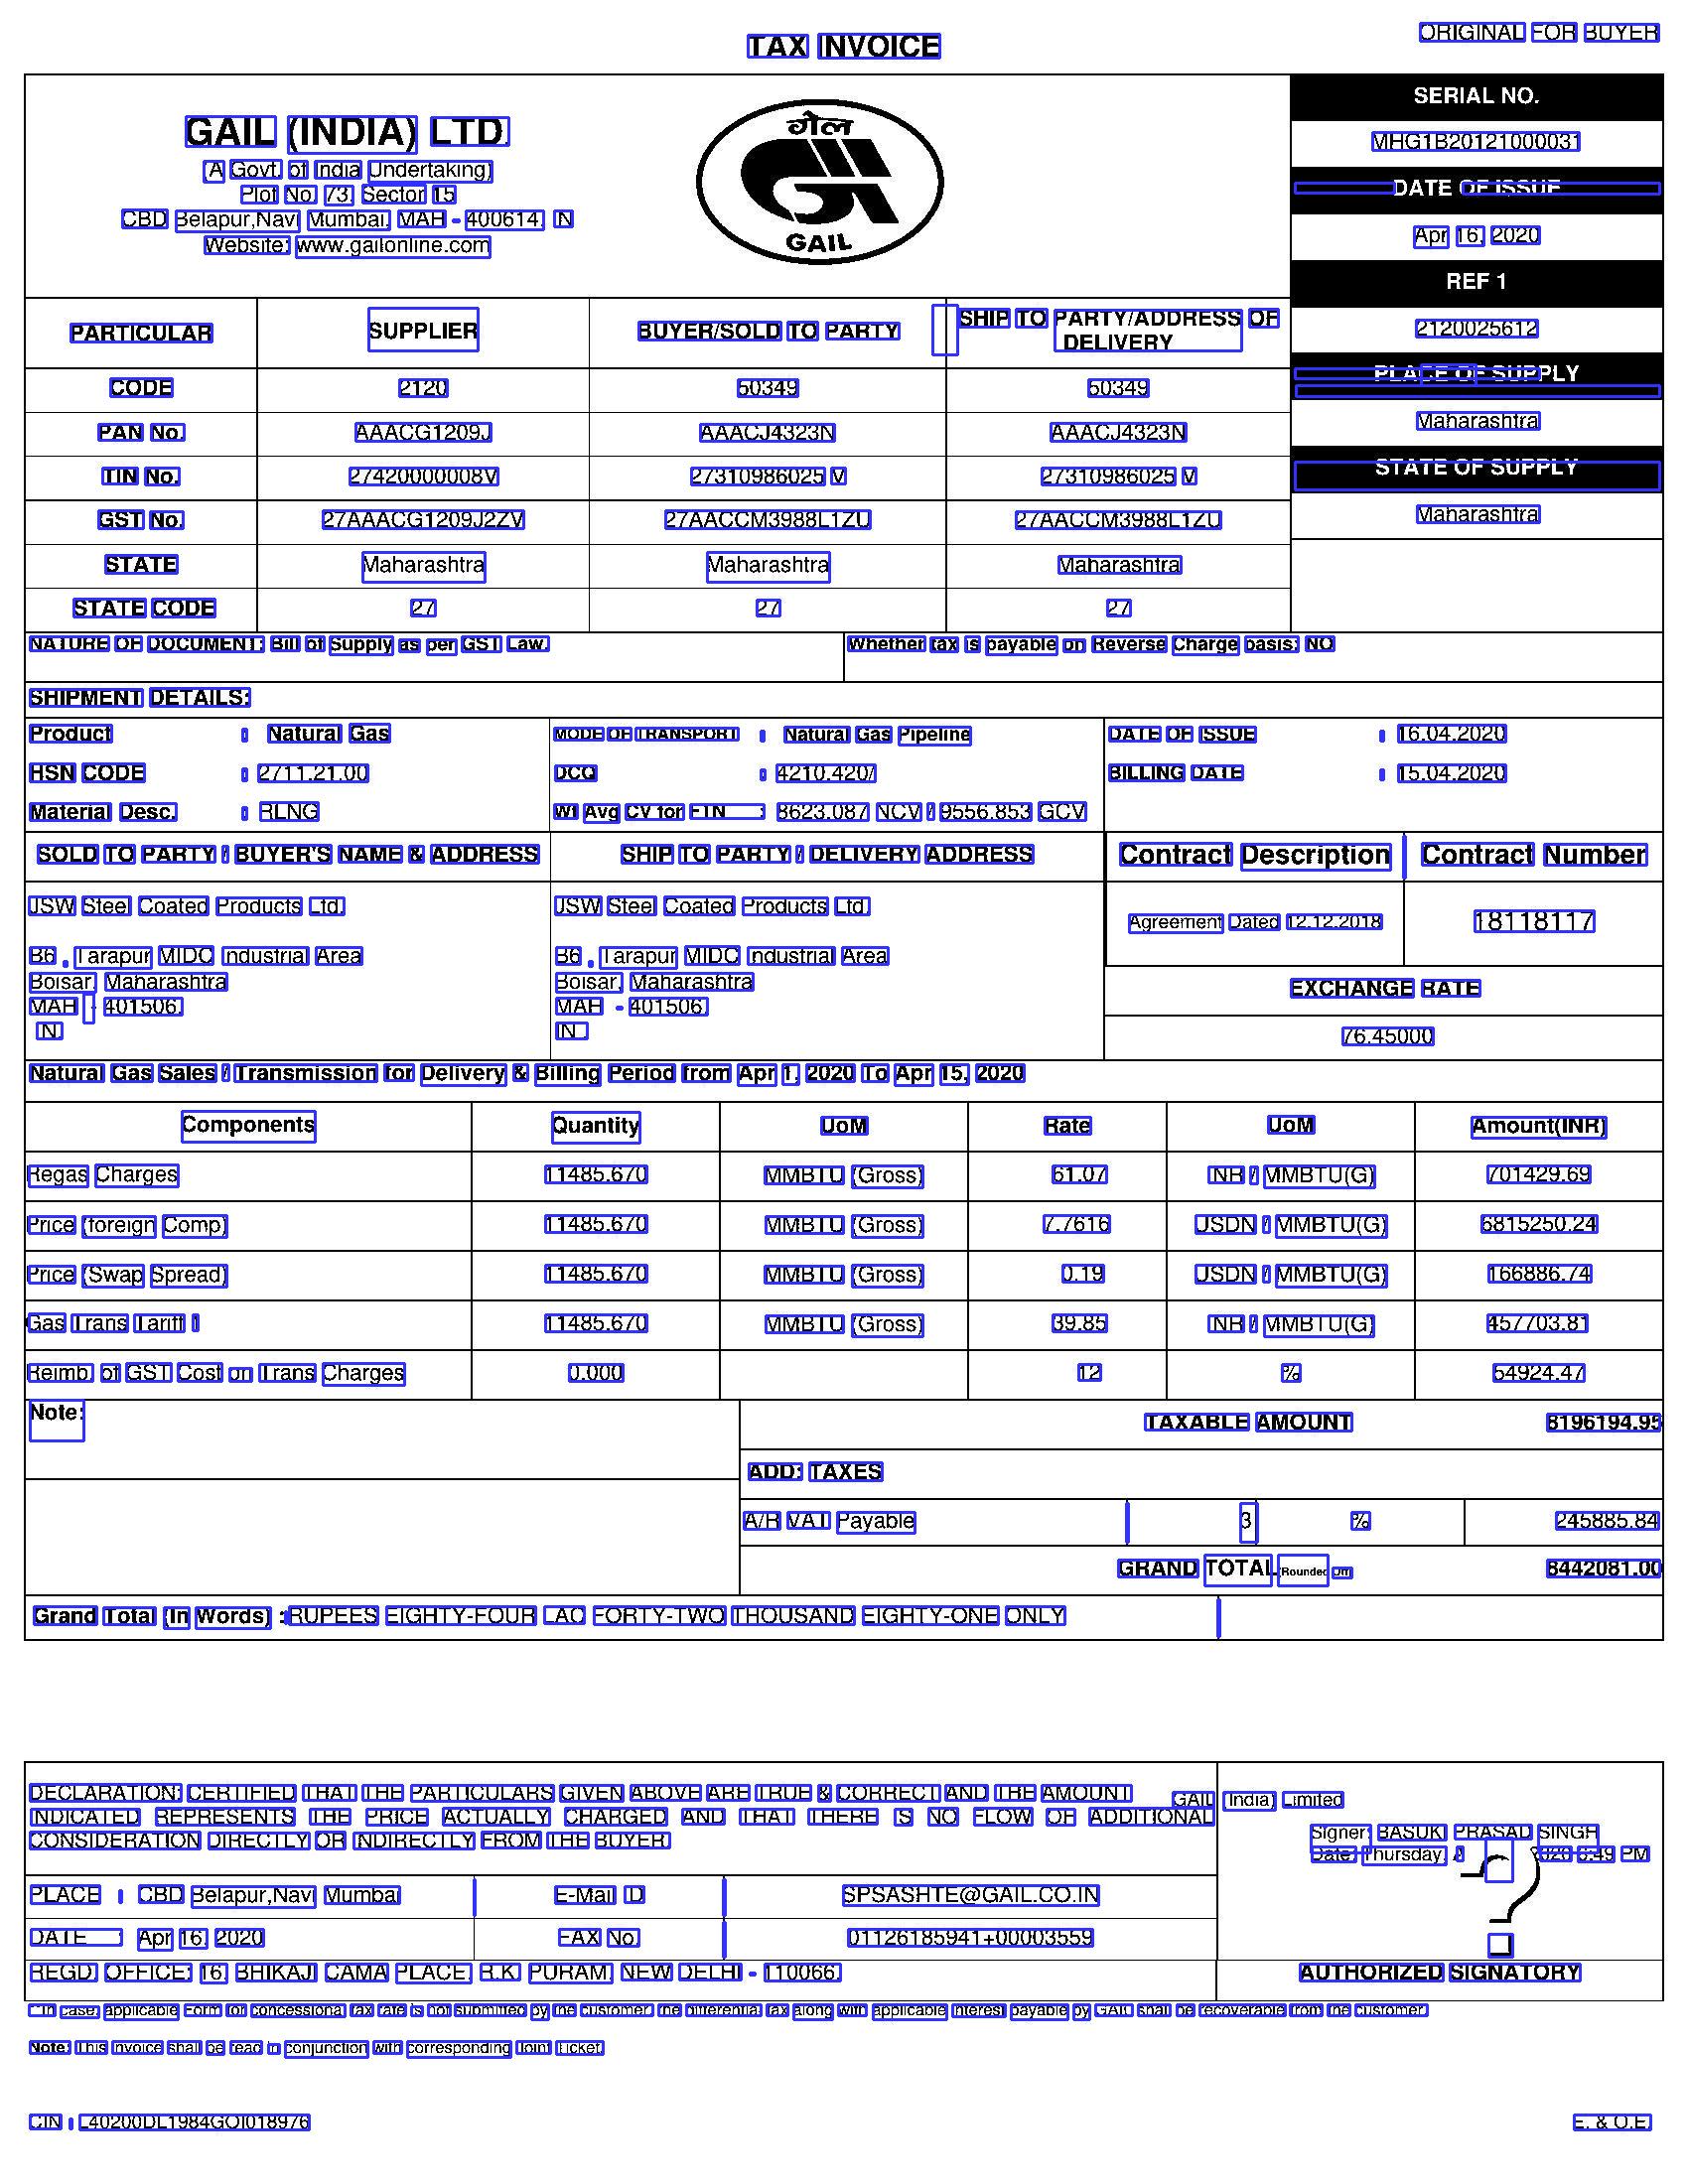 ORIGINAL FOR BUYER
TAX INVOICE
GAIL (INDIA) LTD.
(A Govt. of India Undertaking)
Plot No. 73, Sector 15
CBD Belapur,Navi Mumbai, MAH - 400614, IN
Website: www.gailonline.com
गेल
GAIL
SERIAL NO.
MHG1B20121000031
DATE OF ISSUE
Apr 16, 2020
REF 1
2120025612
PLACE OF SUPPLY
Maharashtra
STATE OF SUPPLY
Maharashtra
PARTICULAR SUPPLIER BUYER/SOLD TO PARTY SHIP TO PARTY/ADDRESS OF DELIVERY
CODE 2120 50349 50349
PAN No. AAACG1209J AAACJ4323N AAACJ4323N
TIN No. 27420000008V 27310986025 V 27310986025 V
GST No. 27AAACG1209J2ZV 27AACCM3988L1ZU 27AACCM3988L1ZU
STATE Maharashtra Maharashtra Maharashtra
STATE CODE 27 27 27
NATURE OF DOCUMENT: Bill of Supply as per GST Law. Whether tax is payable on Reverse Charge basis: NO
SHIPMENT DETAILS:
Product : Natural Gas MODE OF TRANSPORT : Natural Gas Pipeline DATE OF ISSUE : 16.04.2020
HSN CODE : 2711.21.00 DCQ : 4210.4207 BILLING DATE : 15.04.2020
Material Desc. : RLNG Wt Avg CV for FTN : 8623.087 NCV / 9556.853 GCV
SOLD TO PARTY / BUYER'S NAME & ADDRESS SHIP TO PARTY / DELIVERY ADDRESS Contract Description Contract Number
JSW Steel Coated Products Ltd. JSW Steel Coated Products Ltd. Agreement Dated 12.12.2018 18118117
B6 , Tarapur MIDC Industrial Area B6 , Tarapur MIDC Industrial Area
Boisar, Maharashtra Boisar, Maharashtra EXCHANGE RATE
MAH - 401506, MAH - 401506,
IN. IN. 76.45000
Natural Gas Sales / Transmission for Delivery & Billing Period from Apr 1, 2020 To Apr 15, 2020
Components Quantity UoM Rate UoM Amount(INR)
Regas Charges 11485.670 MMBTU (Gross) 61.07 INR / MMBTU(G) 701429.69
Price (foreign Comp) 11485.670 MMBTU (Gross) 7.7616 USDN / MMBTU(G) 6815250.24
Price (Swap Spread) 11485.670 MMBTU (Gross) 0.19 USDN / MMBTU(G) 166886.74
Gas Trans Tariff 1 11485.670 MMBTU (Gross) 39.85 INR / MMBTU(G) 457703.81
Reimb. of GST Cost on Trans Charges 0.000 12 % 54924.47
Note: TAXABLE AMOUNT 8196194.95
ADD: TAXES
A/R VAT Payable 3 % 245885.84
GRAND TOTAL(Rounded Off) 8442081.00
Grand Total (In Words) :RUPEES EIGHTY-FOUR LAC FORTY-TWO THOUSAND EIGHTY-ONE ONLY
DECLARATION: CERTIFIED THAT THE PARTICULARS GIVEN ABOVE ARE TRUE & CORRECT AND THE AMOUNT
INDICATED REPRESENTS THE PRICE ACTUALLY CHARGED AND THAT THERE IS NO FLOW OF ADDITIONAL
CONSIDERATION DIRECTLY OR INDIRECTLY FROM THE BUYER.
GAIL (India) Limited
Signer: BASUKI PRASAD SINGH
Date: Thursday, 2020 6:49 PM
PLACE : CBD Belapur,Navi Mumbai E-Mail ID SPSASHTE@GAIL.CO.IN
DATE : Apr 16, 2020 FAX No. 01126185941+00003559
REGD. OFFICE: 16, BHIKAJI CAMA PLACE, R.K. PURAM, NEW DELHI - 110066. AUTHORIZED SIGNATORY
In case, applicable Form for concessional tax rate is not submitted by the customer, the differential tax along with applicable interest payable by GAIL shall be recoverable from the customer.
Note: This invoice shall be read in conjunction with corresponding Joint Ticket.
CIN : L40200DL1984GOI018976
E. & O.E.